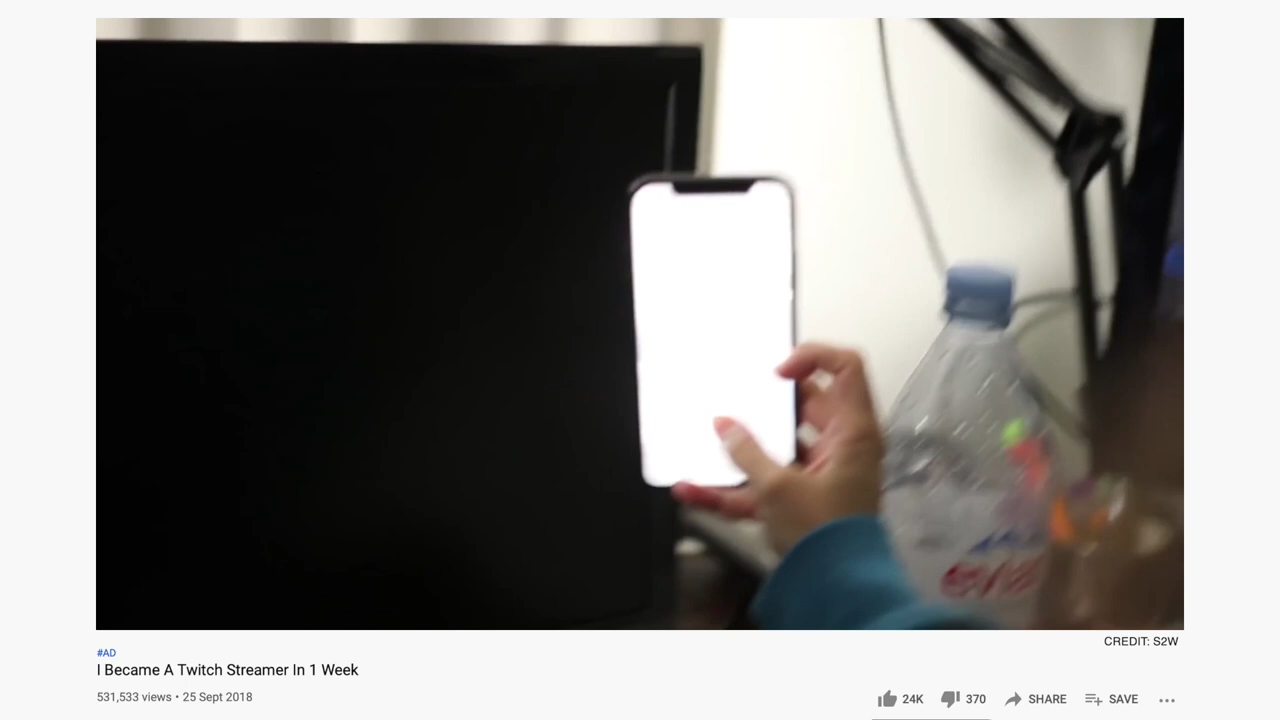 evian
CREDIT: S2W
#AD
I Became A Twitch Streamer In 1 Week
531,533 views • 25 Sept 2018
24K 370 SHARE SAVE